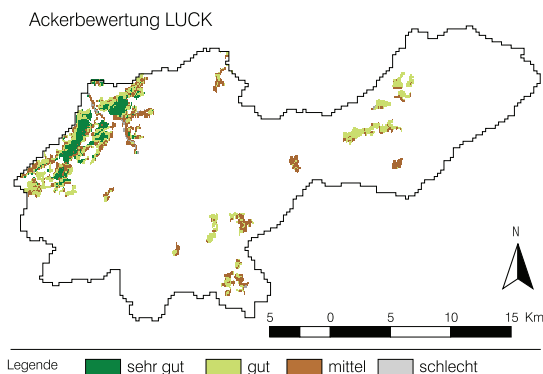 Ackerbewertung LUCK
N
5 0 5 10 15 Km
Legende sehr gut gut mittel schlecht